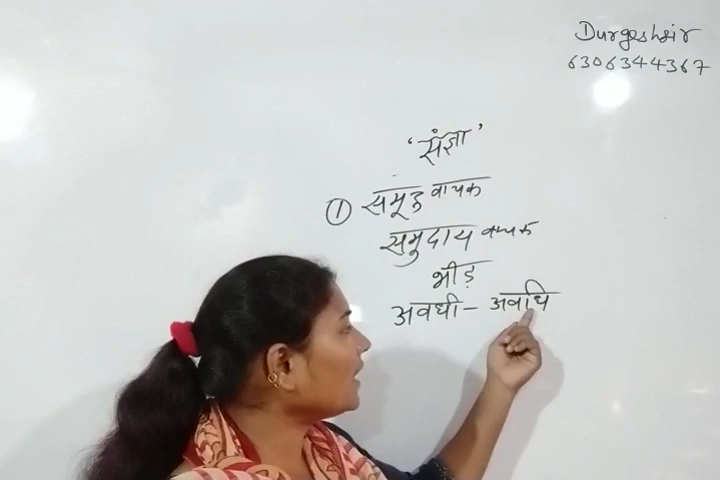 Durgeshsir
6306344367
'संज्ञा'
① समूह वाचक
समुदाय वाचक
भीड़
अवधी - अवधि